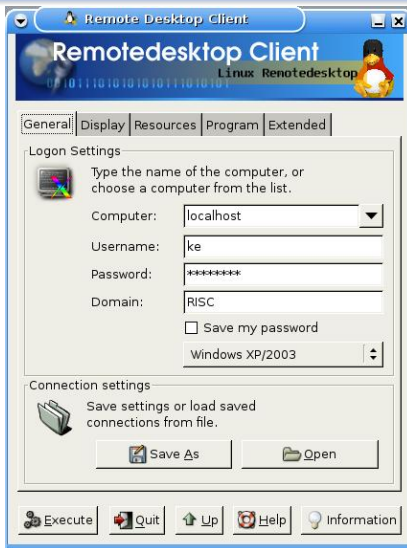 Remote Desktop Client
Remotedesktop Client
Linux Remotedesktop
General Display Resources Program Extended
Logon Settings
Type the name of the computer, or
choose a computer from the list.
Computer: localhost
Username: ke
Password: ********
Domain: RISC
Save my password
Windows XP/2003
Connection settings
Save settings or load saved
connections from file.
Save As Open
Execute Quit Up Help Information